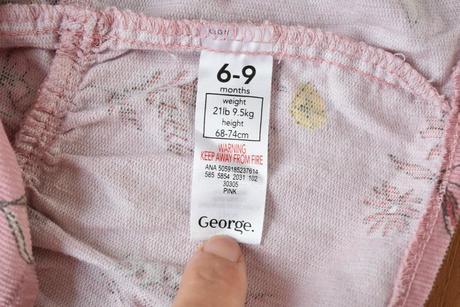 6-9
months
weight
21lb 9.5kg
height
68-74cm
WARNING
KEEP AWAY FROM FIRE
ANA 5059185237614
585 5854 2031 102
30305
PINK
George.